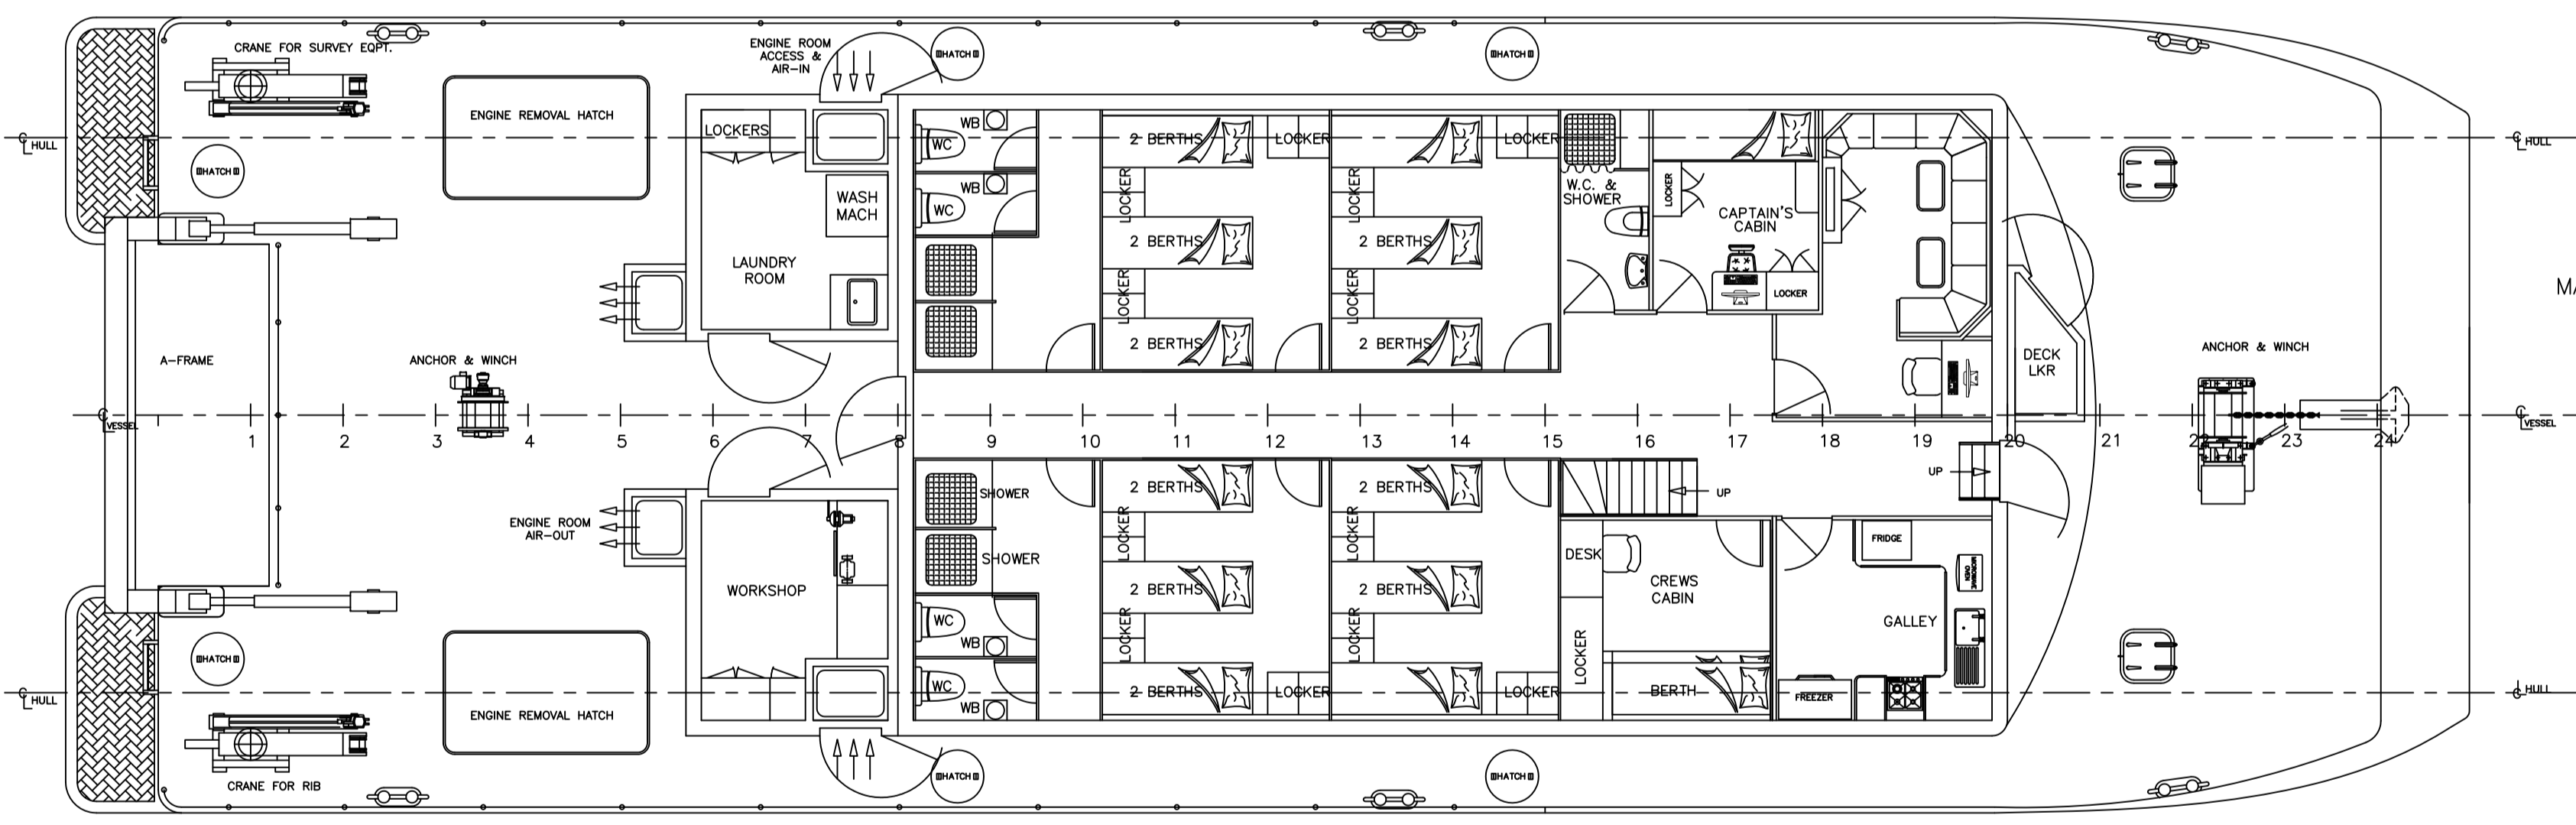 CRANE FOR SURVEY EQPT.
ENGINE ROOM
ACCESS &
AIR-IN
HATCH
HATCH
ENGINE REMOVAL HATCH
LOCKERS
WB
WC
2 BERTHS
LOCKER
2 BERTHS
LOCKER
℄ HULL
℄ HULL
HATCH
WB
WC
WASH
MACH
LOCKER
LOCKER
W.C. &
SHOWER
LOCKER
CAPTAIN'S
CABIN
2 BERTHS
2 BERTHS
LAUNDRY
ROOM
LOCKER
LOCKER
LOCKER
MA
A-FRAME
ANCHOR & WINCH
2 BERTHS
2 BERTHS
DECK
LKR
ANCHOR & WINCH
℄ VESSEL
℄ VESSEL
1 2 3 4 5 6 7 8 9 10 11 12 13 14 15 16 17 18 19 20 21 22 23 24
UP
UP
SHOWER
2 BERTHS
2 BERTHS
ENGINE ROOM
AIR-OUT
LOCKER
LOCKER
FRIDGE
SHOWER
DESK
MICROWAVE
OVEN
WORKSHOP
2 BERTHS
2 BERTHS
CREWS
CABIN
WC
WB
LOCKER
LOCKER
LOCKER
GALLEY
HATCH
WC
WB
2 BERTHS
LOCKER
2 BERTHS
LOCKER
BERTH
FREEZER
℄ HULL
℄ HULL
ENGINE REMOVAL HATCH
CRANE FOR RIB
HATCH
HATCH